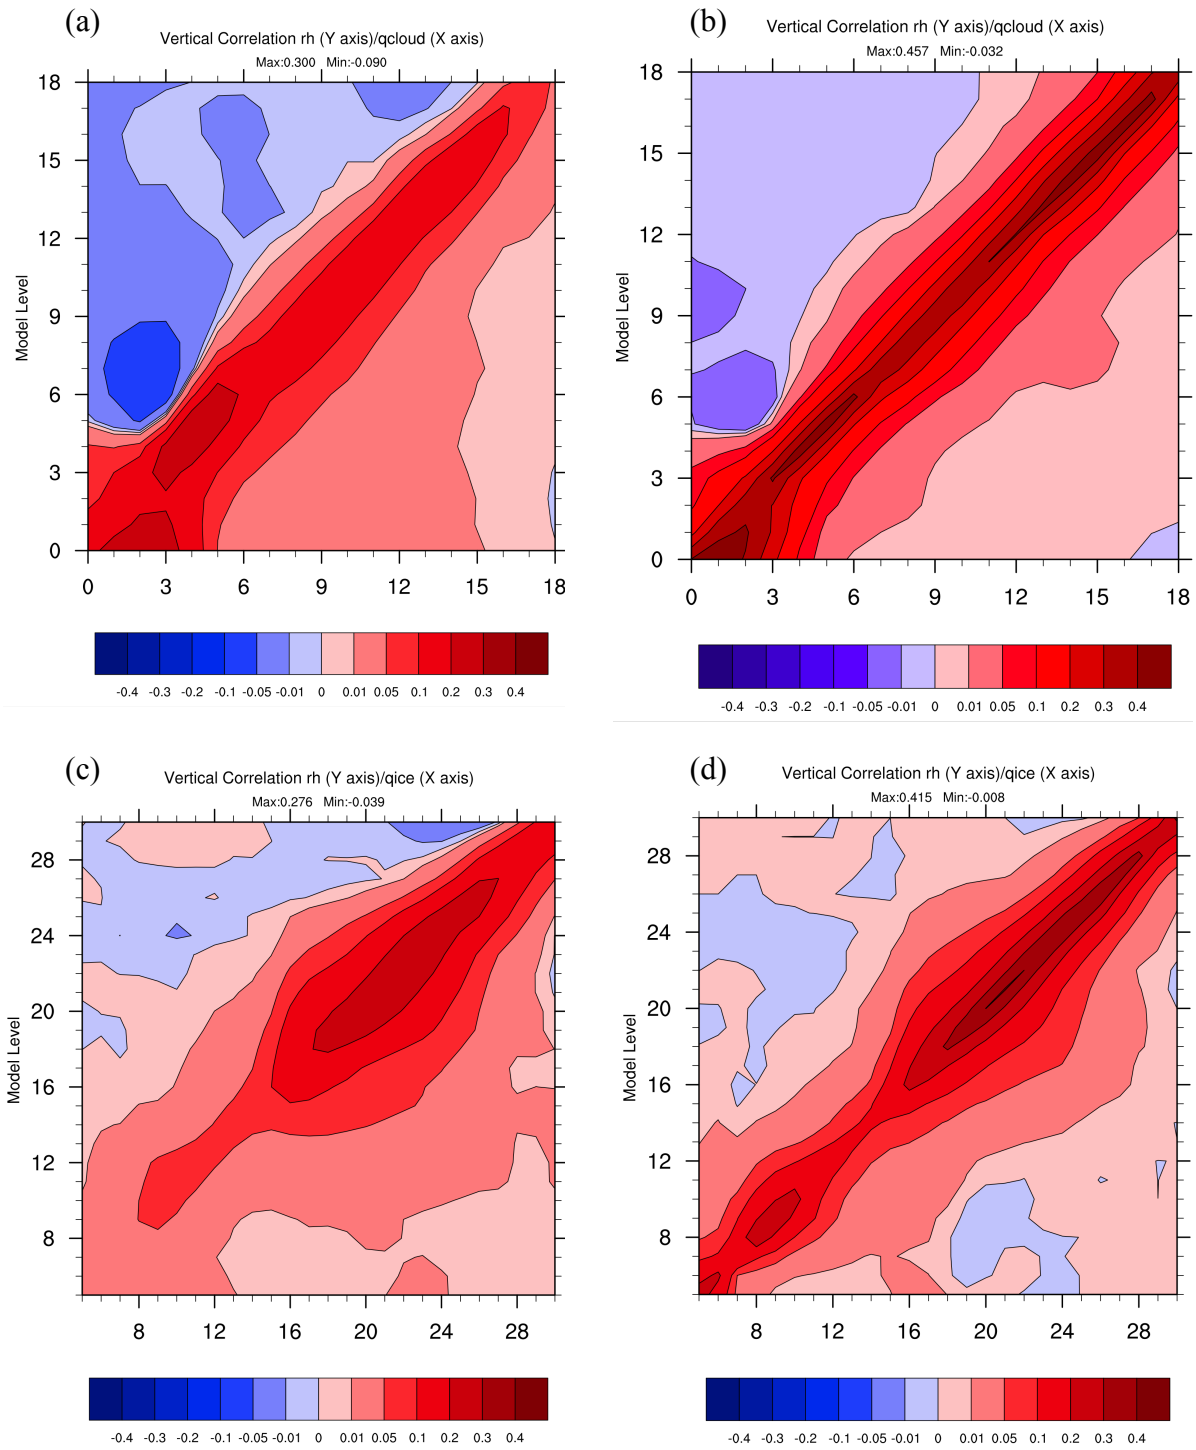 (a)
Vertical Correlation rh (Y axis)/qcloud (X axis)
Max:0.300 Min:-0.090
18
15
12
9
6
3
0
Model Level
0 3 6 9 12 15 18
-0.4 -0.3 -0.2 -0.1 -0.05 -0.01 0 0.01 0.05 0.1 0.2 0.3 0.4
(b)
Vertical Correlation rh (Y axis)/qcloud (X axis)
Max:0.457 Min:-0.032
18
15
12
9
6
3
0
Model Level
0 3 6 9 12 15 18
-0.4 -0.3 -0.2 -0.1 -0.05 -0.01 0 0.01 0.05 0.1 0.2 0.3 0.4
(c)
Vertical Correlation rh (Y axis)/qice (X axis)
Max:0.276 Min:-0.039
28
24
20
16
12
8
Model Level
8 12 16 20 24 28
-0.4 -0.3 -0.2 -0.1 -0.05 -0.01 0 0.01 0.05 0.1 0.2 0.3 0.4
(d)
Vertical Correlation rh (Y axis)/qice (X axis)
Max:0.415 Min:-0.008
28
24
20
16
12
8
Model Level
8 12 16 20 24 28
-0.4 -0.3 -0.2 -0.1 -0.05 -0.01 0 0.01 0.05 0.1 0.2 0.3 0.4